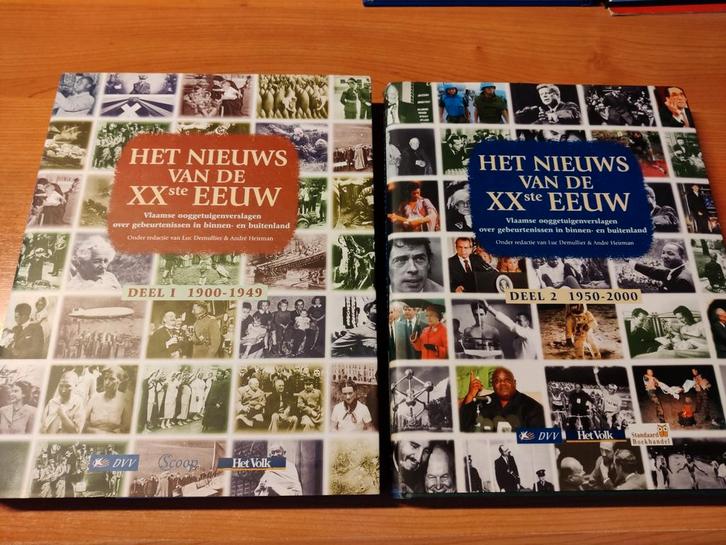 HET NIEUWS
VAN DE
XXste EEUW
Vlaamse ooggetuigenverslagen
over gebeurtenissen in binnen- en buitenland
Onder redactie van Luc Demullier & André Heirman
DEEL 1 1900-1949
DVV
Scoop
Het Volk
HET NIEUWS
VAN DE
XXste EEUW
Vlaamse ooggetuigenverslagen
over gebeurtenissen in binnen- en buitenland
Onder redactie van Luc Demullier & André Heirman
DEEL 2 1950-2000
DVV
Het Volk
Standaard
Boekhandel